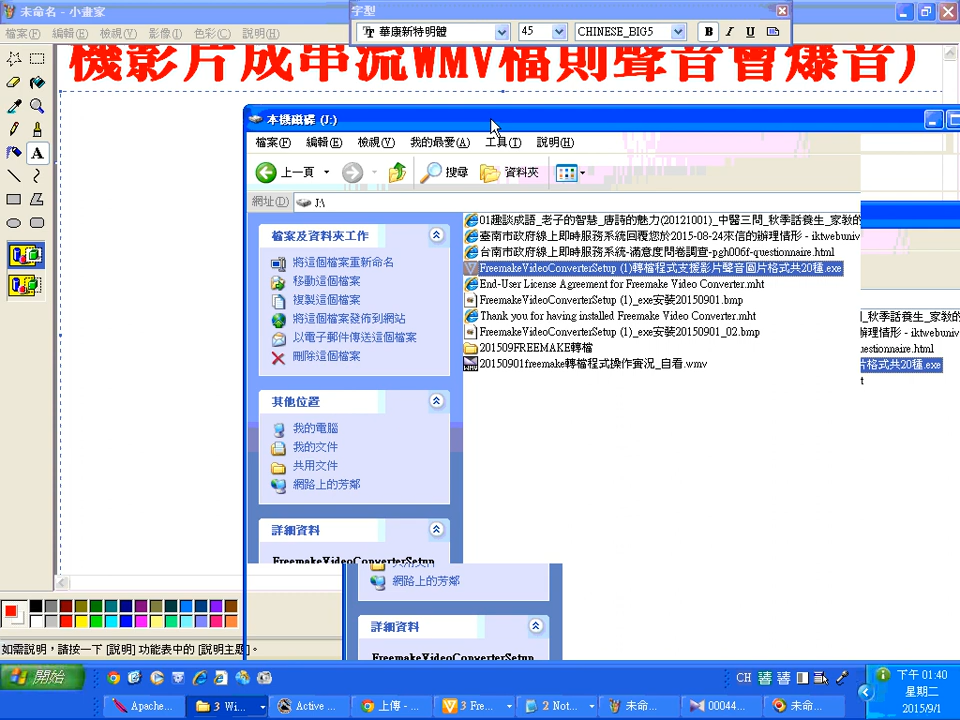 未命名 - 小畫家
字型
檔案(F) 編輯(E) 檢視(V) 影像(I) 色彩(C) 說明(H)
華康新特明體 45 CHINESE_BIG5 B I U
機影片成串流WMV檔則聲音會爆音)
本機磁碟 (J:)
檔案(F) 編輯(E) 檢視(V) 我的最愛(A) 工具(T) 說明(H)
上一頁 搜尋 資料夾
網址(D) J:\
檔案及資料夾工作
將這個檔案重新命名
移動這個檔案
複製這個檔案
將這個檔案發佈到網站
以電子郵件傳送這個檔案
刪除這個檔案
其他位置
我的電腦
我的文件
共用文件
網路上的芳鄰
詳細資料
FreemakeVideoConverterSetup
01趣談成語_老子的智慧_唐詩的魅力(20121001)_中醫三問_秋季話養生_家教的
臺南市政府線上即時服務系統回覆您於2015-08-24來信的辦理情形 - iktwebuniv
台南市政府線上即時服務系統-滿意度問卷調查-pgh006f-questionnaire.html
FreemakeVideoConverterSetup (1)轉檔程式支援影片聲音圖片格式共20種.exe
End-User License Agreement for Freemake Video Converter.mht
FreemakeVideoConverterSetup (1)_exe安裝20150901.bmp
Thank you for having installed Freemake Video Converter.mht
FreemakeVideoConverterSetup (1)_exe安裝20150901_02.bmp
201509FREEMAKE轉檔
20150901freemake轉檔程式操作實況_自看.wmv
_秋季話養生_家教的
辦理情形 - iktwebuniv
uestionnaire.html
片格式共20種.exe
網路上的芳鄰
詳細資料
FreemakeVideoConverterSetup
如需說明，請按一下 [說明] 功能表中的 [說明主題]。
開始
CH
下午 01:40
星期二
2015/9/1
Apache...
3 Wi...
Active ...
上傳 - ...
3 Fre...
2 Not...
未命...
00044...
未命...